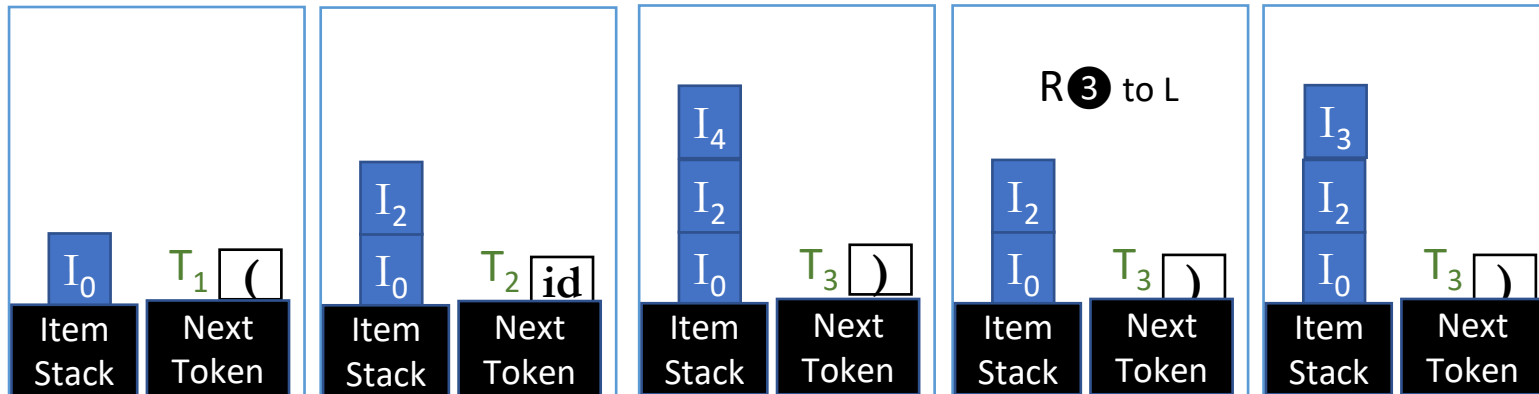 I0
T1 (
Item Stack
Next Token
I2
I0
T2 id
Item Stack
Next Token
I4
I2
I0
T3 )
Item Stack
Next Token
R❸ to L
I2
I0
T3 )
Item Stack
Next Token
I3
I2
I0
T3 )
Item Stack
Next Token